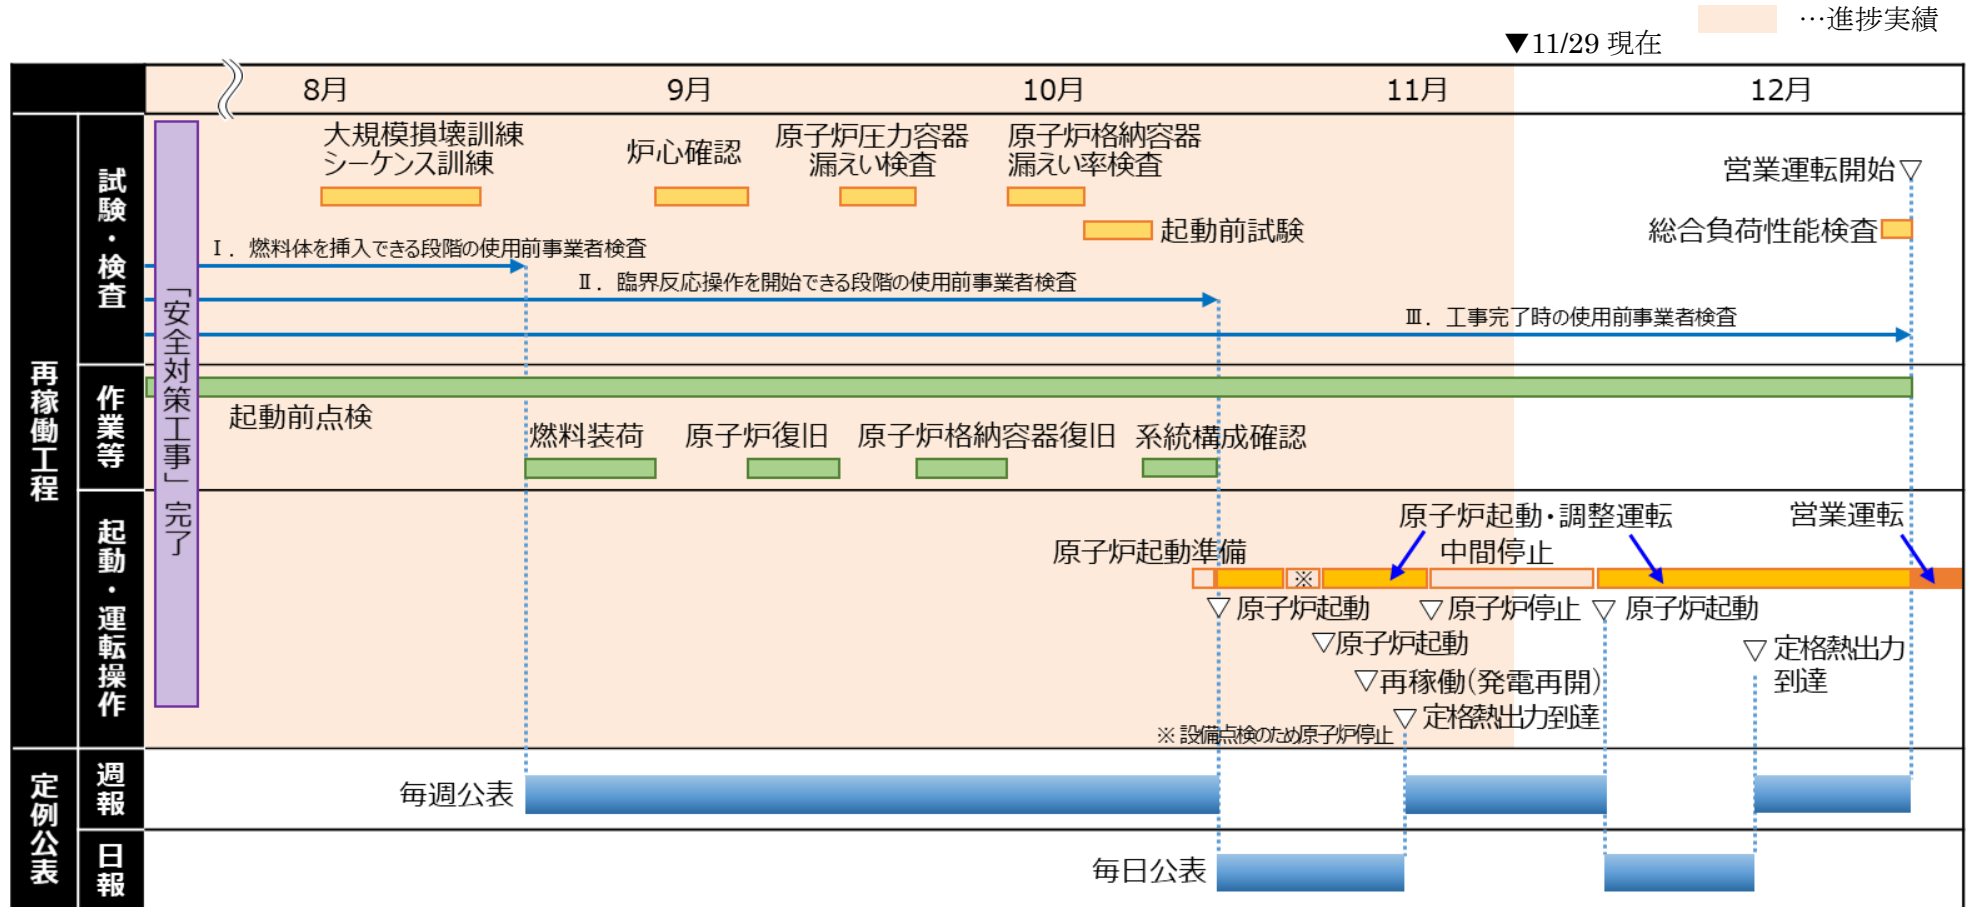 …進捗実績
▼11/29 現在
8月
9月
10月
11月
12月
再稼働工程
試験・検査
大規模損壊訓練
シーケンス訓練
炉心確認
原子炉圧力容器
漏えい検査
原子炉格納容器
漏えい率検査
起動前試験
営業運転開始▽
総合負荷性能検査
Ⅰ．燃料体を挿入できる段階の使用前事業者検査
Ⅱ．臨界反応操作を開始できる段階の使用前事業者検査
Ⅲ．工事完了時の使用前事業者検査
「安全対策工事」完了
作業等
起動前点検
燃料装荷
原子炉復旧
原子炉格納容器復旧
系統構成確認
起動・運転操作
原子炉起動・調整運転
営業運転
原子炉起動準備
中間停止
※
▽原子炉起動
▽原子炉停止
▽原子炉起動
▽原子炉起動
▽定格熱出力
到達
▽再稼働(発電再開)
▽定格熱出力到達
※設備点検のため原子炉停止
定例公表
週報
毎週公表
日報
毎日公表